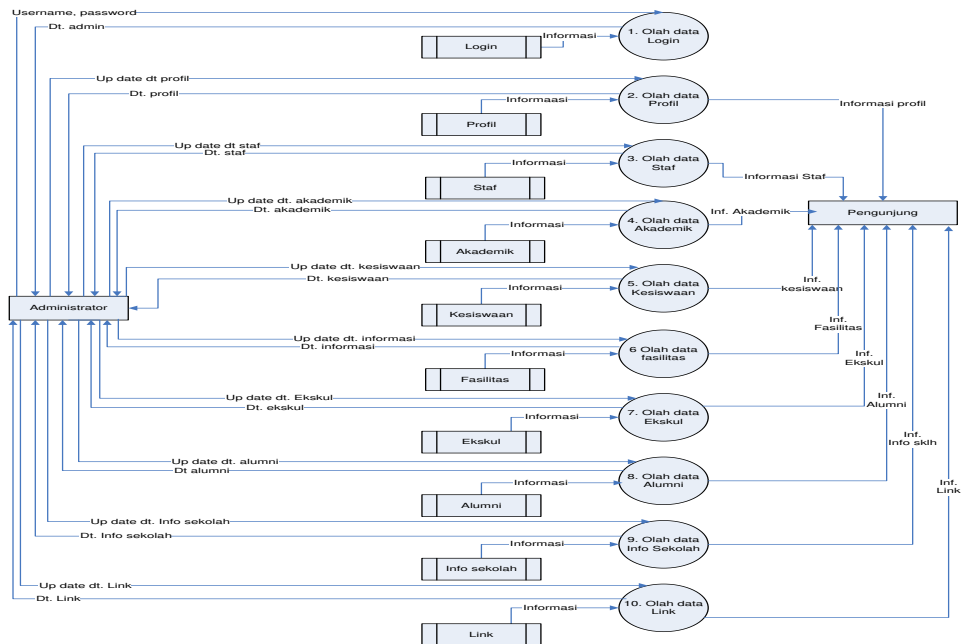 Username, password
Dt. admin
Informasi
1. Olah data
Login
Login
Up date dt profil
Dt. profil
Informaasi
2. Olah data
Profil
Profil
Informasi profil
Up date dt staf
Dt. staf
Informasi
3. Olah data
Staf
Staf
Informasi Staf
Up date dt. akademik
Dt. akademik
Informasi
4. Olah data
Akademik
Akademik
Inf. Akademik
Pengunjung
Up date dt. kesiswaan
Dt. kesiswaan
Informasi
5. Olah data
Kesiswaan
Kesiswaan
Inf.
kesiswaan
Administrator
Up date dt. informasi
Dt. informasi
Informasi
6 Olah data
fasilitas
Fasilitas
Inf.
Fasilitas
Up date dt. Ekskul
Dt. ekskul
Informasi
7. Olah data
Ekskul
Ekskul
Inf.
Ekskul
Up date dt. alumni
Dt alumni
Informasi
8. Olah data
Alumni
Alumni
Inf.
Alumni
Up date dt. Info sekolah
Dt. Info sekolah
Informasi
9. Olah data
Info Sekolah
Info sekolah
Inf.
Info sklh
Up date dt. Link
Dt. Link
Informasi
10. Olah data
Link
Link
Inf.
Link